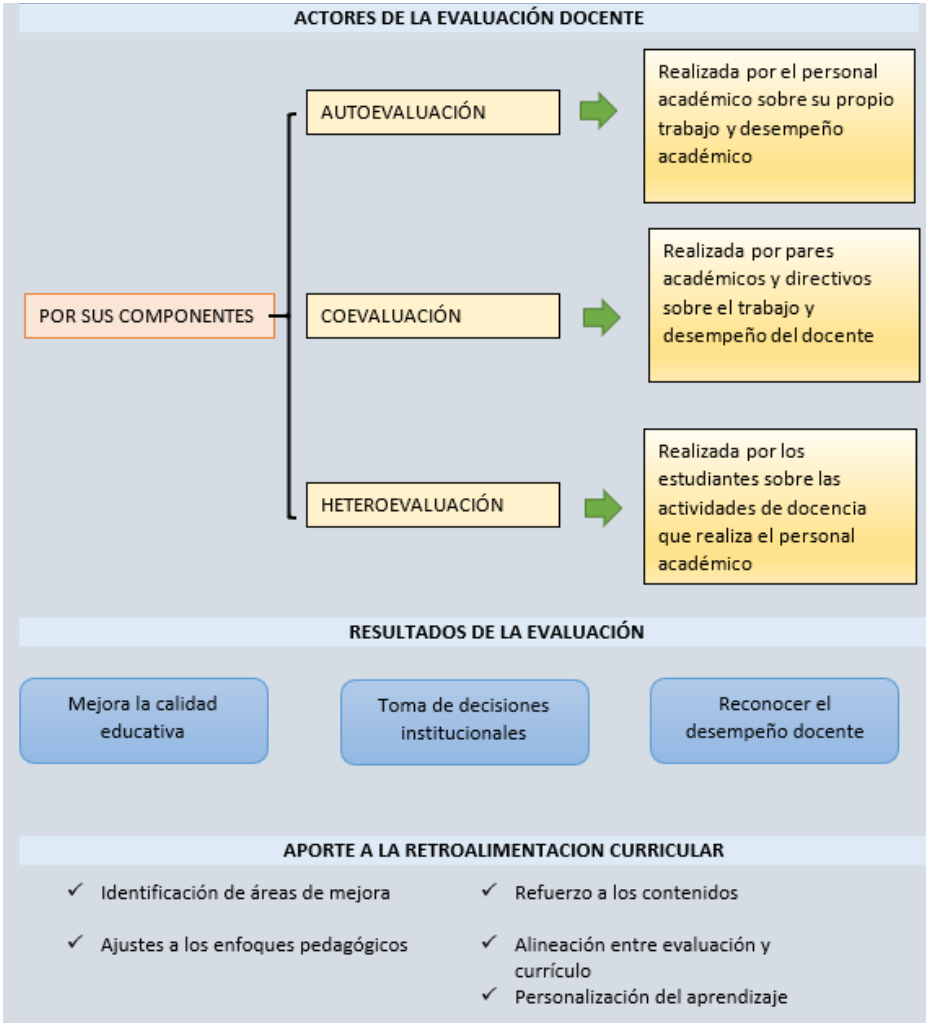 ACTORES DE LA EVALUACIÓN DOCENTE
POR SUS COMPONENTES
AUTOEVALUACIÓN
Realizada por el personal
académico sobre su propio
trabajo y desempeño
académico
COEVALUACIÓN
Realizada por pares
académicos y directivos
sobre el trabajo y
desempeño del docente
HETEROEVALUACIÓN
Realizada por los
estudiantes sobre las
actividades de docencia
que realiza el personal
académico
RESULTADOS DE LA EVALUACIÓN
Mejora la calidad
educativa
Toma de decisiones
institucionales
Reconocer el
desempeño docente
APORTE A LA RETROALIMENTACION CURRICULAR
✓ Identificación de áreas de mejora
✓ Ajustes a los enfoques pedagógicos
✓ Refuerzo a los contenidos
✓ Alineación entre evaluación y
currículo
✓ Personalización del aprendizaje